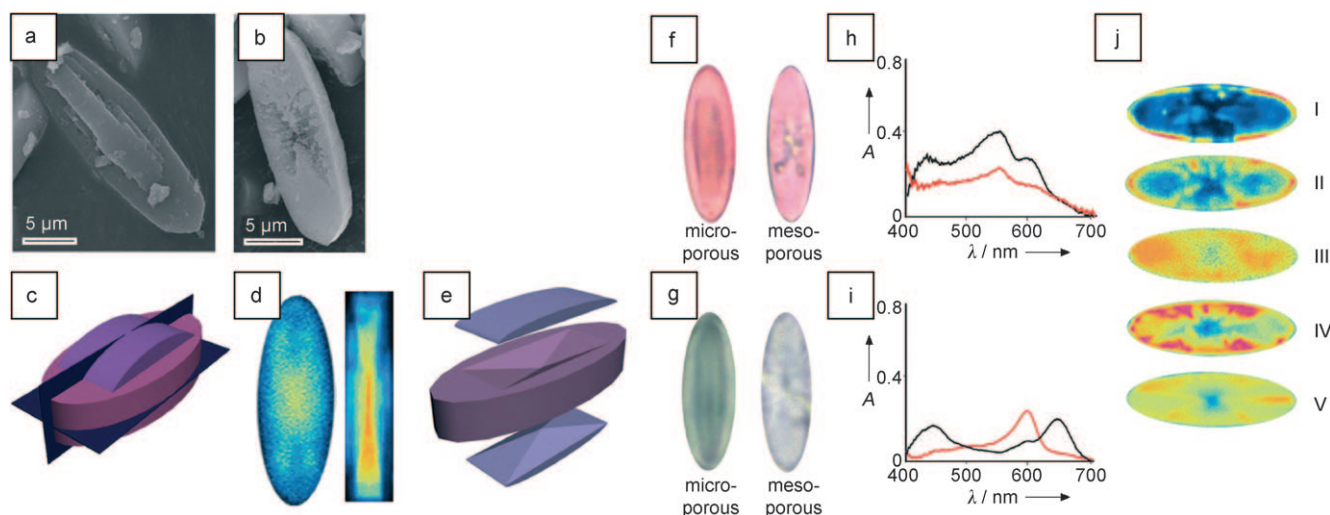 a
b
5 µm
5 µm
c
d
e
f
micro-
porous
meso-
porous
g
micro-
porous
meso-
porous
h
0.8
0.4
A
0
400 500 600 700
λ / nm
i
0.8
0.4
A
0
400 500 600 700
λ / nm
j
I
II
III
IV
V